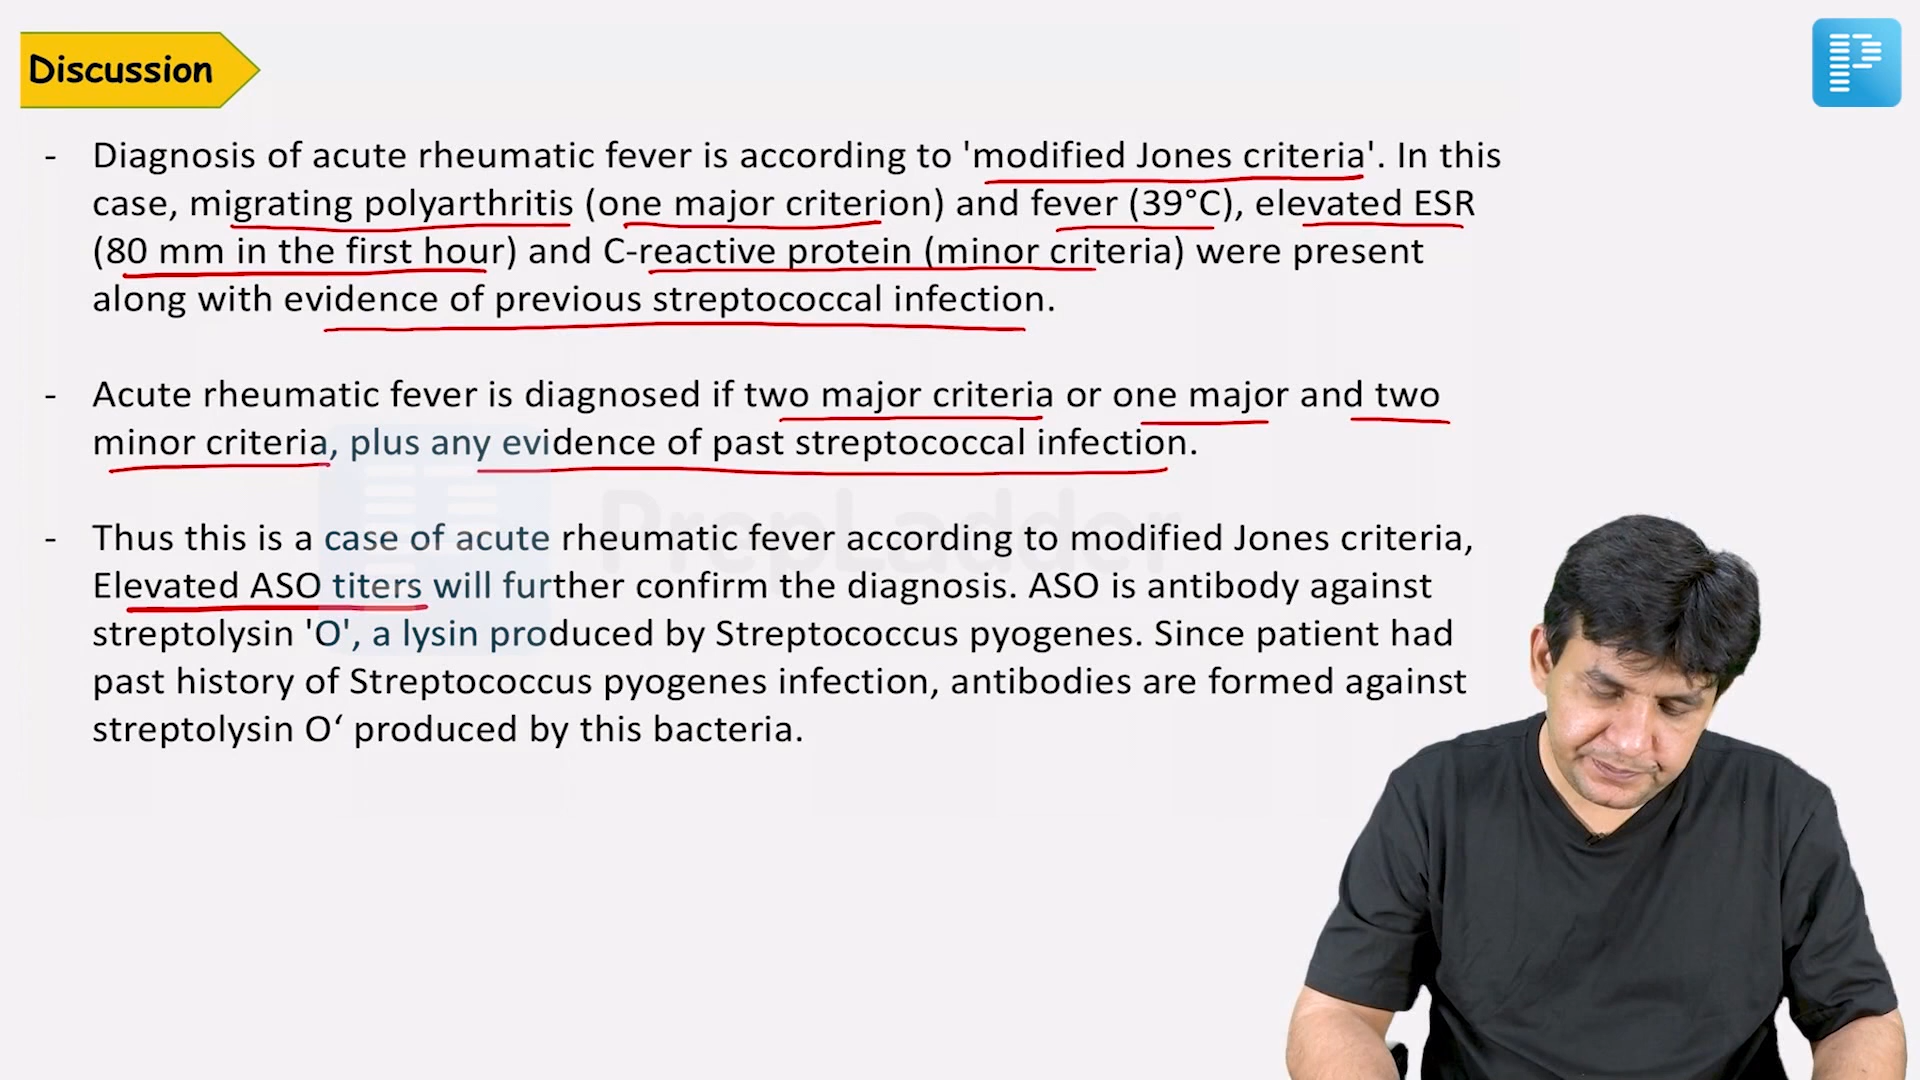 Discussion
- Diagnosis of acute rheumatic fever is according to 'modified Jones criteria'. In this
case, migrating polyarthritis (one major criterion) and fever (39°C), elevated ESR
(80 mm in the first hour) and C-reactive protein (minor criteria) were present
along with evidence of previous streptococcal infection.
- Acute rheumatic fever is diagnosed if two major criteria or one major and two
minor criteria, plus any evidence of past streptococcal infection.
PrepLadder
- Thus this is a case of acute rheumatic fever according to modified Jones criteria,
Elevated ASO titers will further confirm the diagnosis. ASO is antibody against
streptolysin 'O', a lysin produced by Streptococcus pyogenes. Since patient had
past history of Streptococcus pyogenes infection, antibodies are formed against
streptolysin O‘ produced by this bacteria.